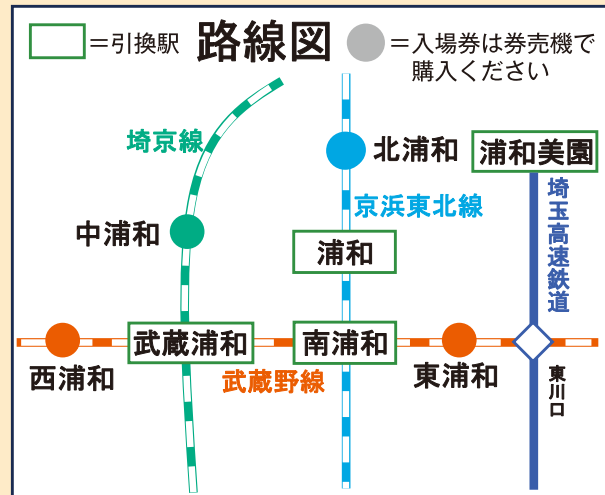 ＝引換駅 路線図 ＝入場券は券売機で
購入ください
埼京線
北浦和
浦和美園
京浜東北線
埼玉高速鉄道
中浦和
浦和
武蔵浦和
南浦和
西浦和
武蔵野線
東浦和
東川口